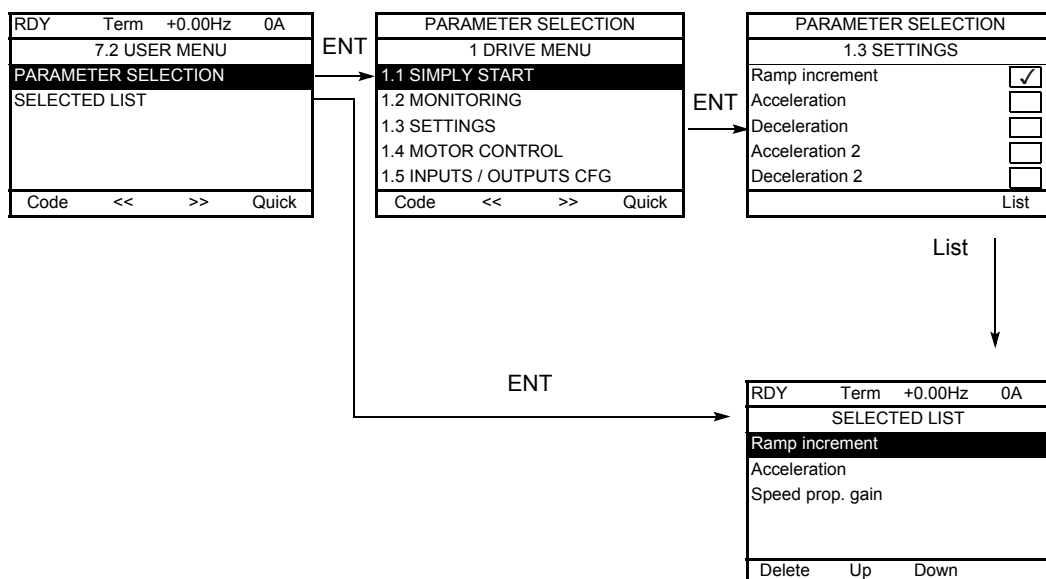 RDY Term +0.00Hz 0A
7.2 USER MENU
PARAMETER SELECTION
SELECTED LIST
Code << >> Quick
ENT
PARAMETER SELECTION
1 DRIVE MENU
1.1 SIMPLY START
1.2 MONITORING
1.3 SETTINGS
1.4 MOTOR CONTROL
1.5 INPUTS / OUTPUTS CFG
Code << >> Quick
ENT
PARAMETER SELECTION
1.3 SETTINGS
Ramp increment ✓
Acceleration
Deceleration
Acceleration 2
Deceleration 2
List
List
ENT
RDY Term +0.00Hz 0A
SELECTED LIST
Ramp increment
Acceleration
Speed prop. gain
Delete Up Down